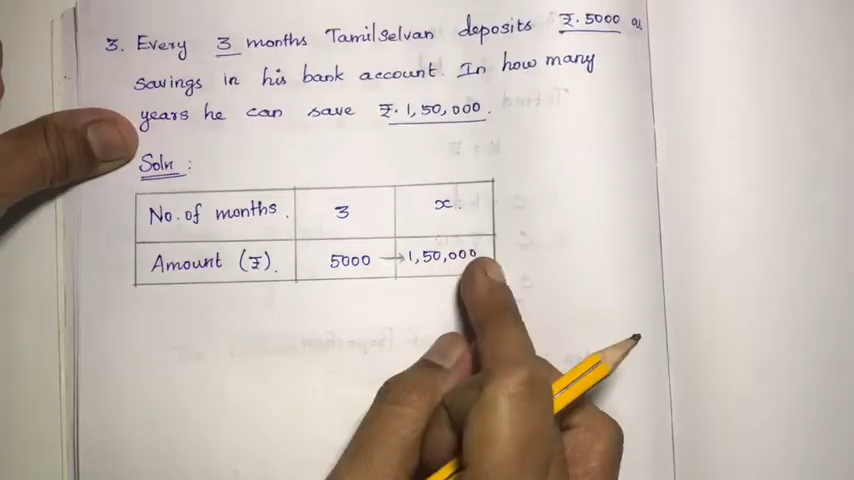 3. Every 3 months Tamilselvan deposits ₹. 5000 as
savings in his bank account. In how many
years he can save ₹. 1,50,000.
Soln :
No. of months. 3 x.
Amount (₹). 5000 → 1,50,000